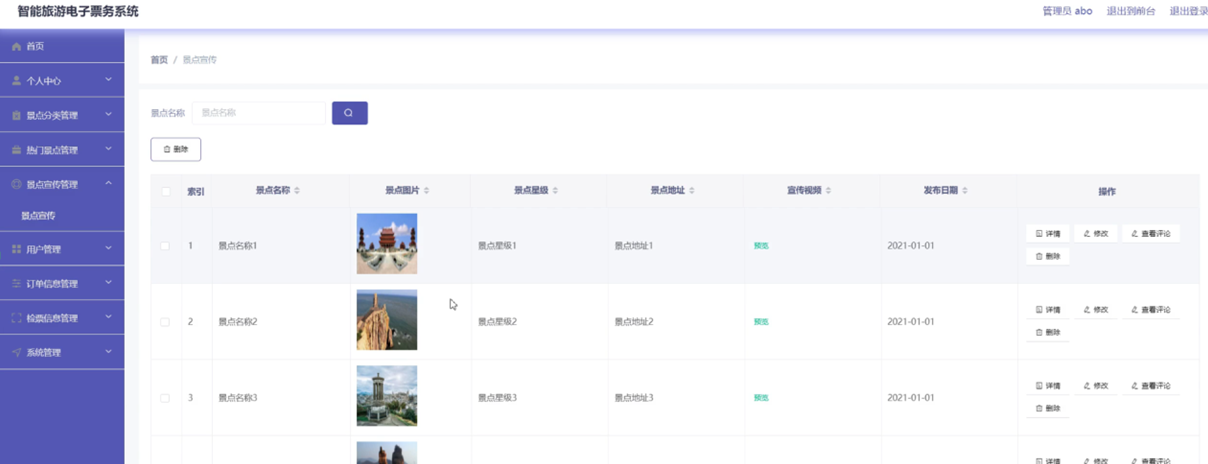 智能旅游电子票务系统
管理员 abo 退出到前台 退出登录
首页
个人中心
景点分类管理
热门景点管理
景点宣传管理
景点宣传
用户管理
订单信息管理
检票信息管理
系统管理
首页 / 景点宣传
景点名称 景点名称
删除
索引 景点名称 景点图片 景点星级 景点地址 宣传视频 发布日期 操作
1 景点名称1 景点星级1 景点地址1 预览 2021-01-01 详情 修改 查看评论
删除
2 景点名称2 景点星级2 景点地址2 预览 2021-01-01 详情 修改 查看评论
删除
3 景点名称3 景点星级3 景点地址3 预览 2021-01-01 详情 修改 查看评论
删除
详情 修改 查看评论